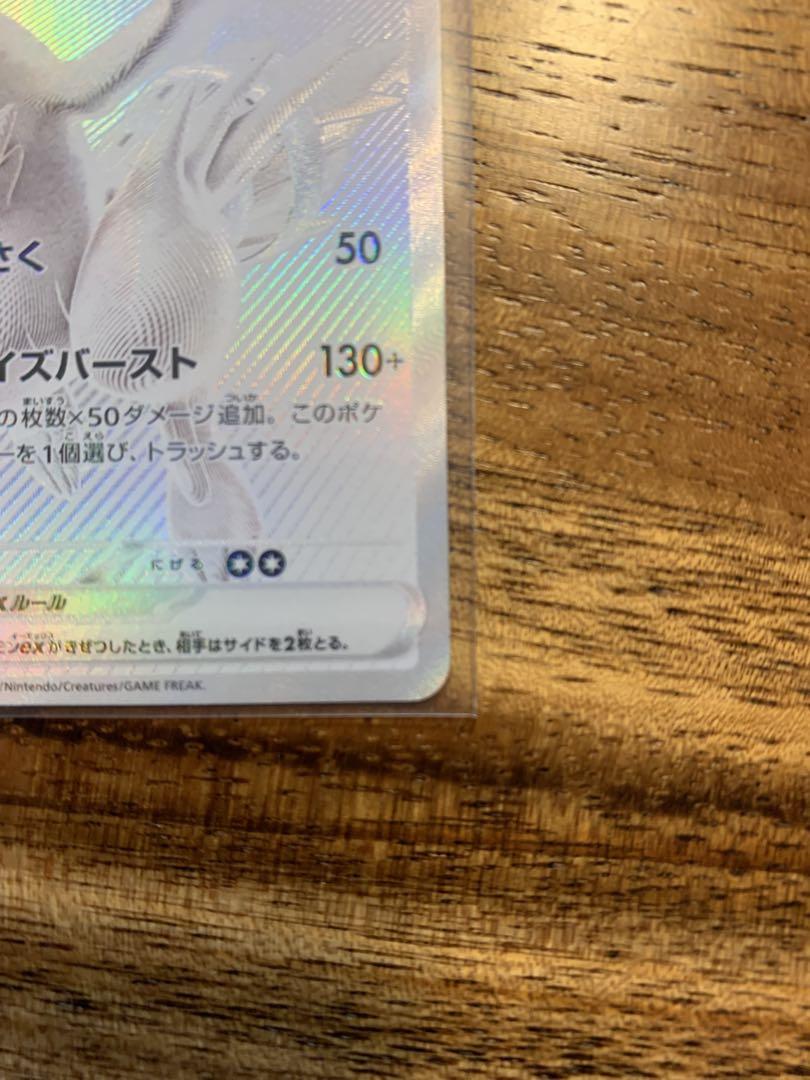 さく 50
イズバースト 130+
の枚数×50ダメージ追加。このポケ
ーを1個選び、トラッシュする。
にげる
ルール
ンexがきぜつしたとき、相手はサイドを2枚とる。
/Nintendo/Creatures/GAME FREAK.